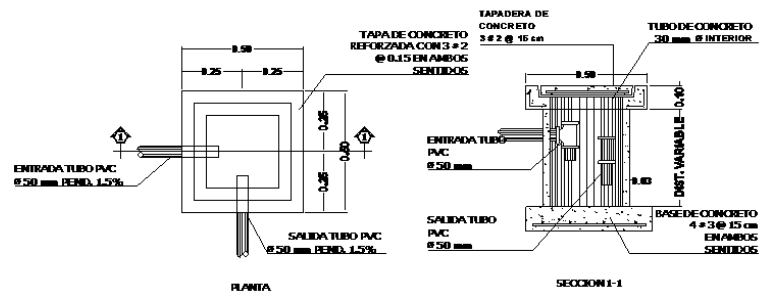 0.50
0.25 0.25
TAPA DE CONCRETO
REFORZADA CON 3 # 2
@ 0.15 EN AMBOS
SENTIDOS
0.25
0.50
0.25
1
1
ENTRADA TUBO PVC
Ø 50 mm PEND. 1.5%
SALIDA TUBO PVC
Ø 50 mm PEND. 1.5%
PLANTA
TAPADERA DE
CONCRETO
3 # 2 @ 15 cm
TUBO DE CONCRETO
30 mm Ø INTERIOR
0.50
0.10
DIST. VARIABLE
ENTRADA TUBO
PVC
Ø 50 mm
0.03
SALIDA TUBO
PVC
Ø 50 mm
BASE DE CONCRETO
4 # 3 @ 15 cm
EN AMBOS
SENTIDOS
SECCION 1-1